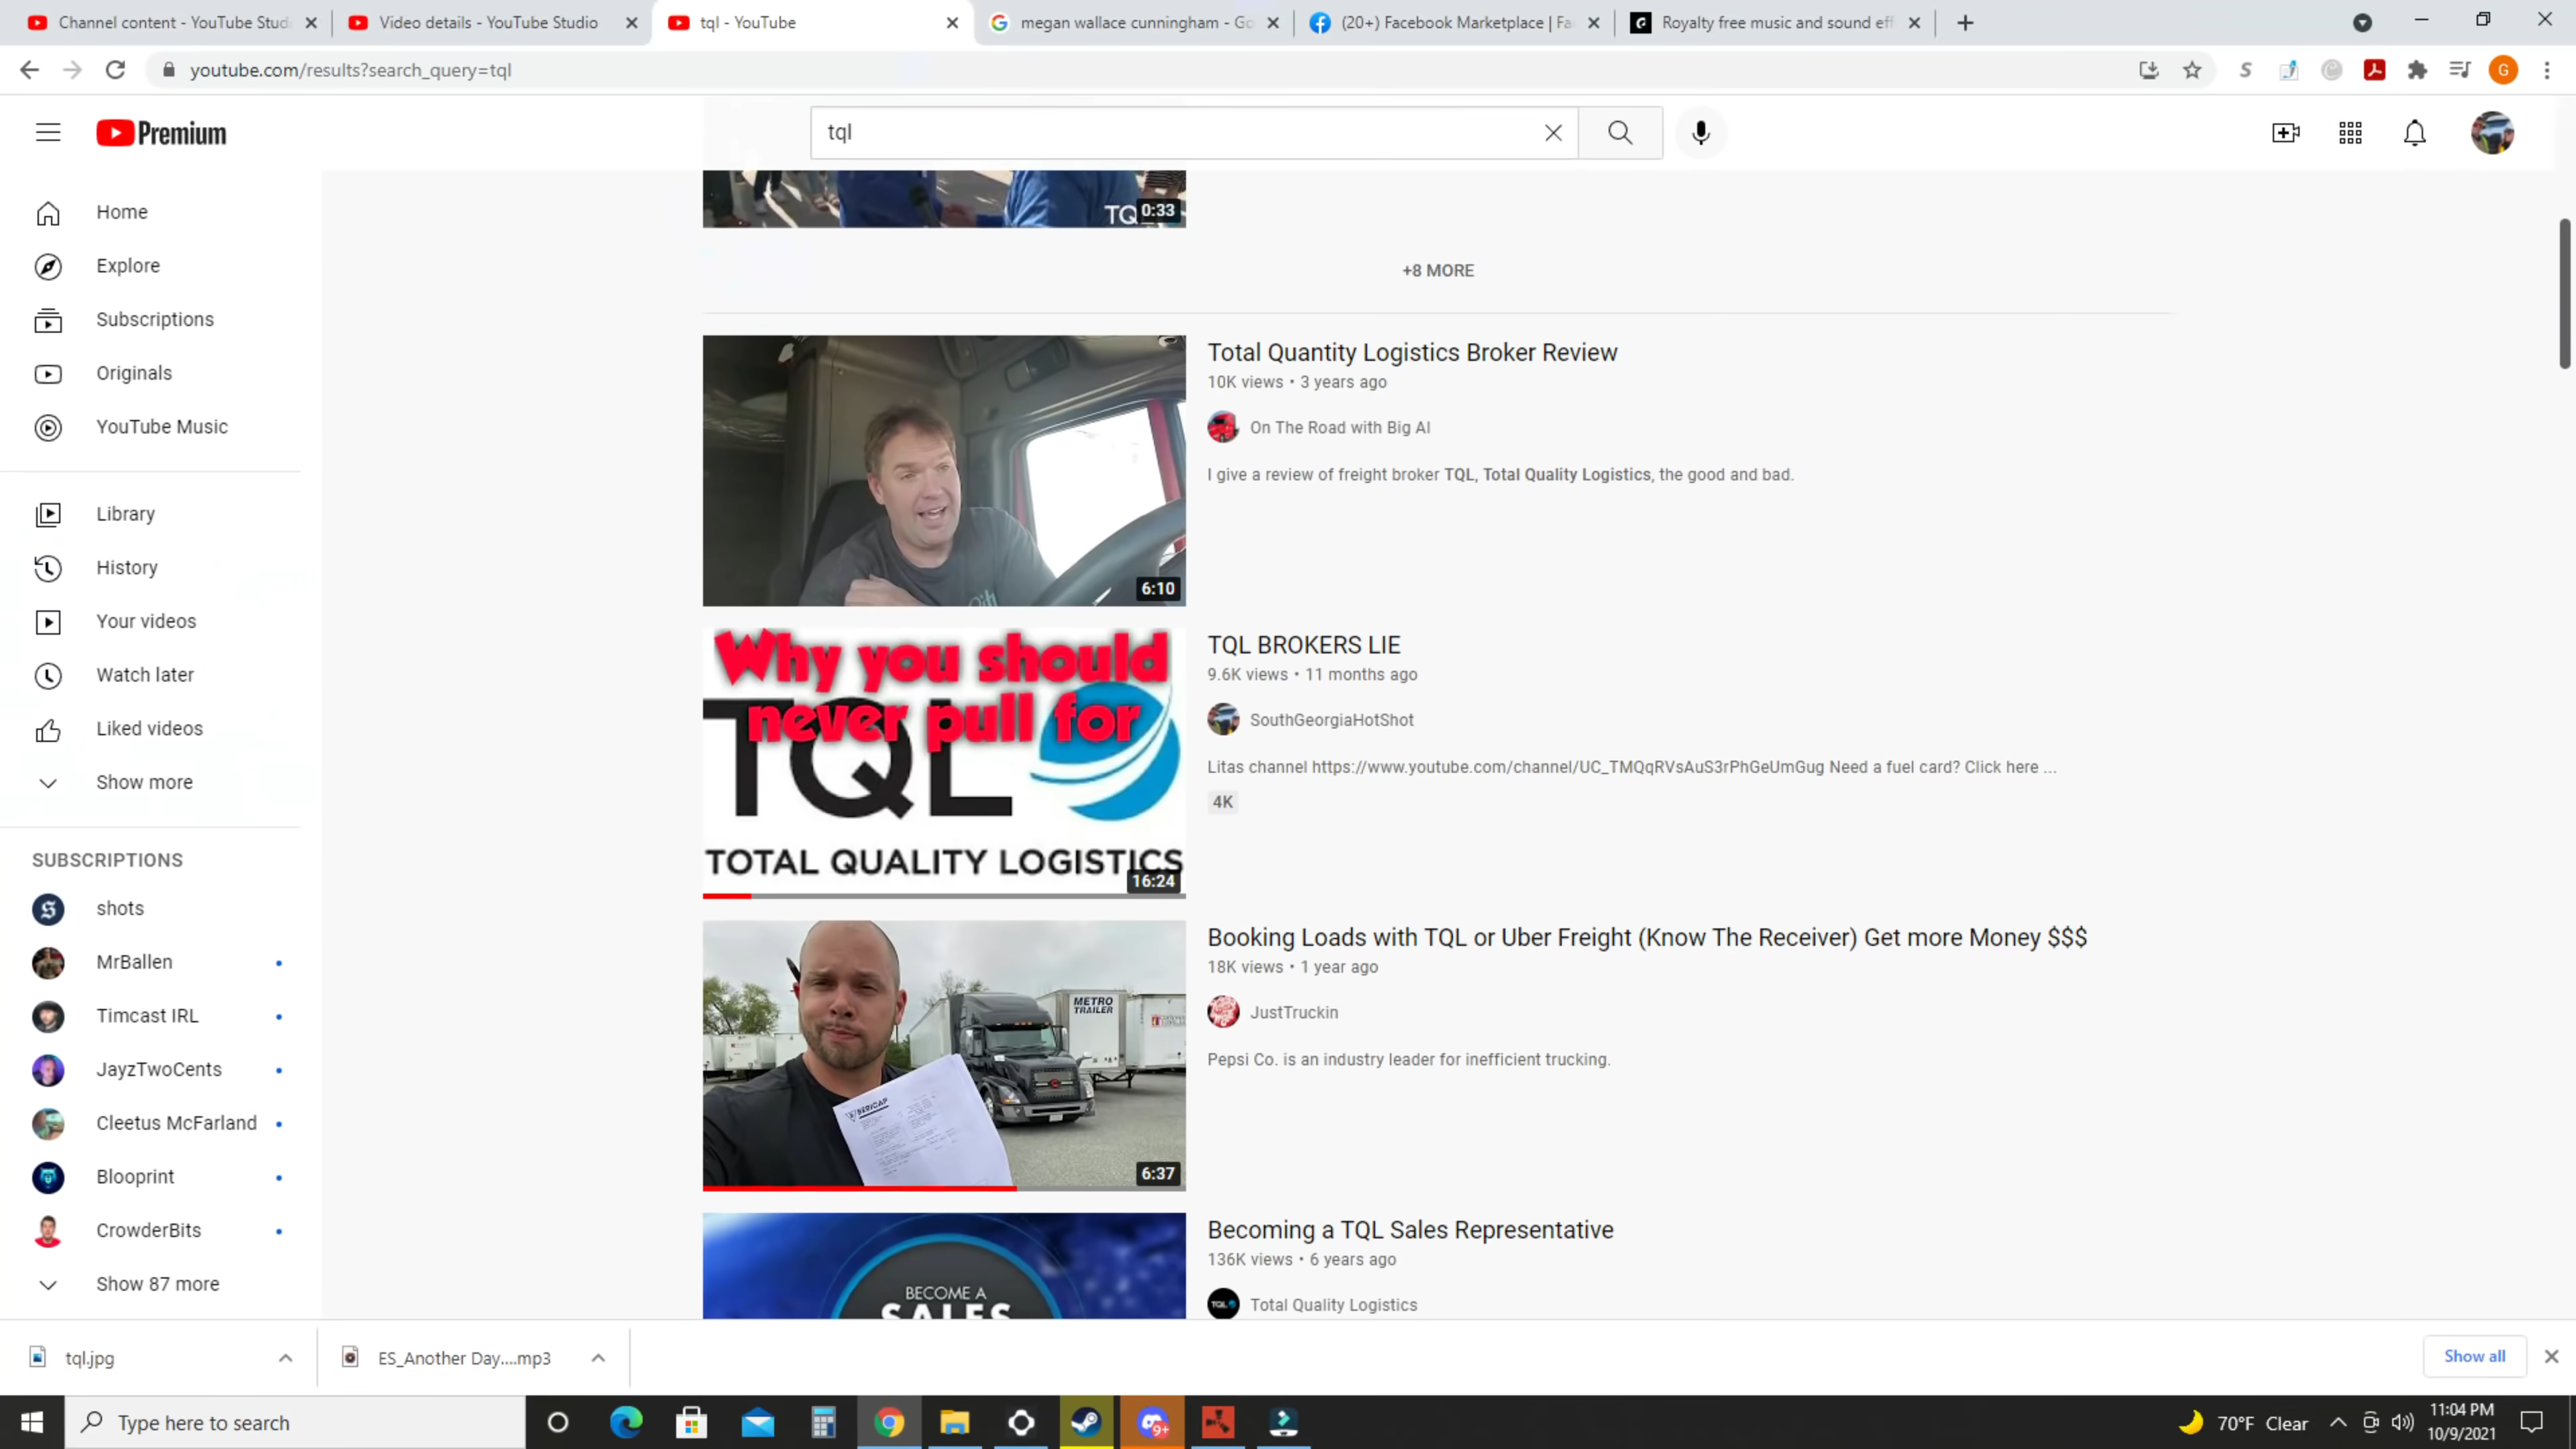 Channel content - YouTube Stud
Video details - YouTube Studio
tql - YouTube
megan wallace cunningham - Go
(20+) Facebook Marketplace | Fa
Royalty free music and sound eff
youtube.com/results?search_query=tql
G
Premium
tql
Home
Explore
Subscriptions
Originals
YouTube Music
Library
History
Your videos
Watch later
Liked videos
Show more
SUBSCRIPTIONS
shots
MrBallen
Timcast IRL
JayzTwoCents
Cleetus McFarland
Blooprint
CrowderBits
Show 87 more
TQ
0:33
+8 MORE
6:10
Total Quantity Logistics Broker Review
10K views • 3 years ago
On The Road with Big Al
I give a review of freight broker TQL, Total Quality Logistics, the good and bad.
Why you should
never pull for
TQL
TOTAL QUALITY LOGISTICS
16:24
TQL BROKERS LIE
9.6K views • 11 months ago
SouthGeorgiaHotShot
Litas channel https://www.youtube.com/channel/UC_TMQqRVsAuS3rPhGeUmGug Need a fuel card? Click here ...
4K
METRO
TRAILER
6:37
Booking Loads with TQL or Uber Freight (Know The Receiver) Get more Money $$$
18K views • 1 year ago
JustTruckin
Pepsi Co. is an industry leader for inefficient trucking.
BECOME A
SALES
Becoming a TQL Sales Representative
136K views • 6 years ago
TQL
Total Quality Logistics
tql.jpg
ES_Another Day....mp3
Show all
Type here to search
9+
70°F Clear
11:04 PM
10/9/2021